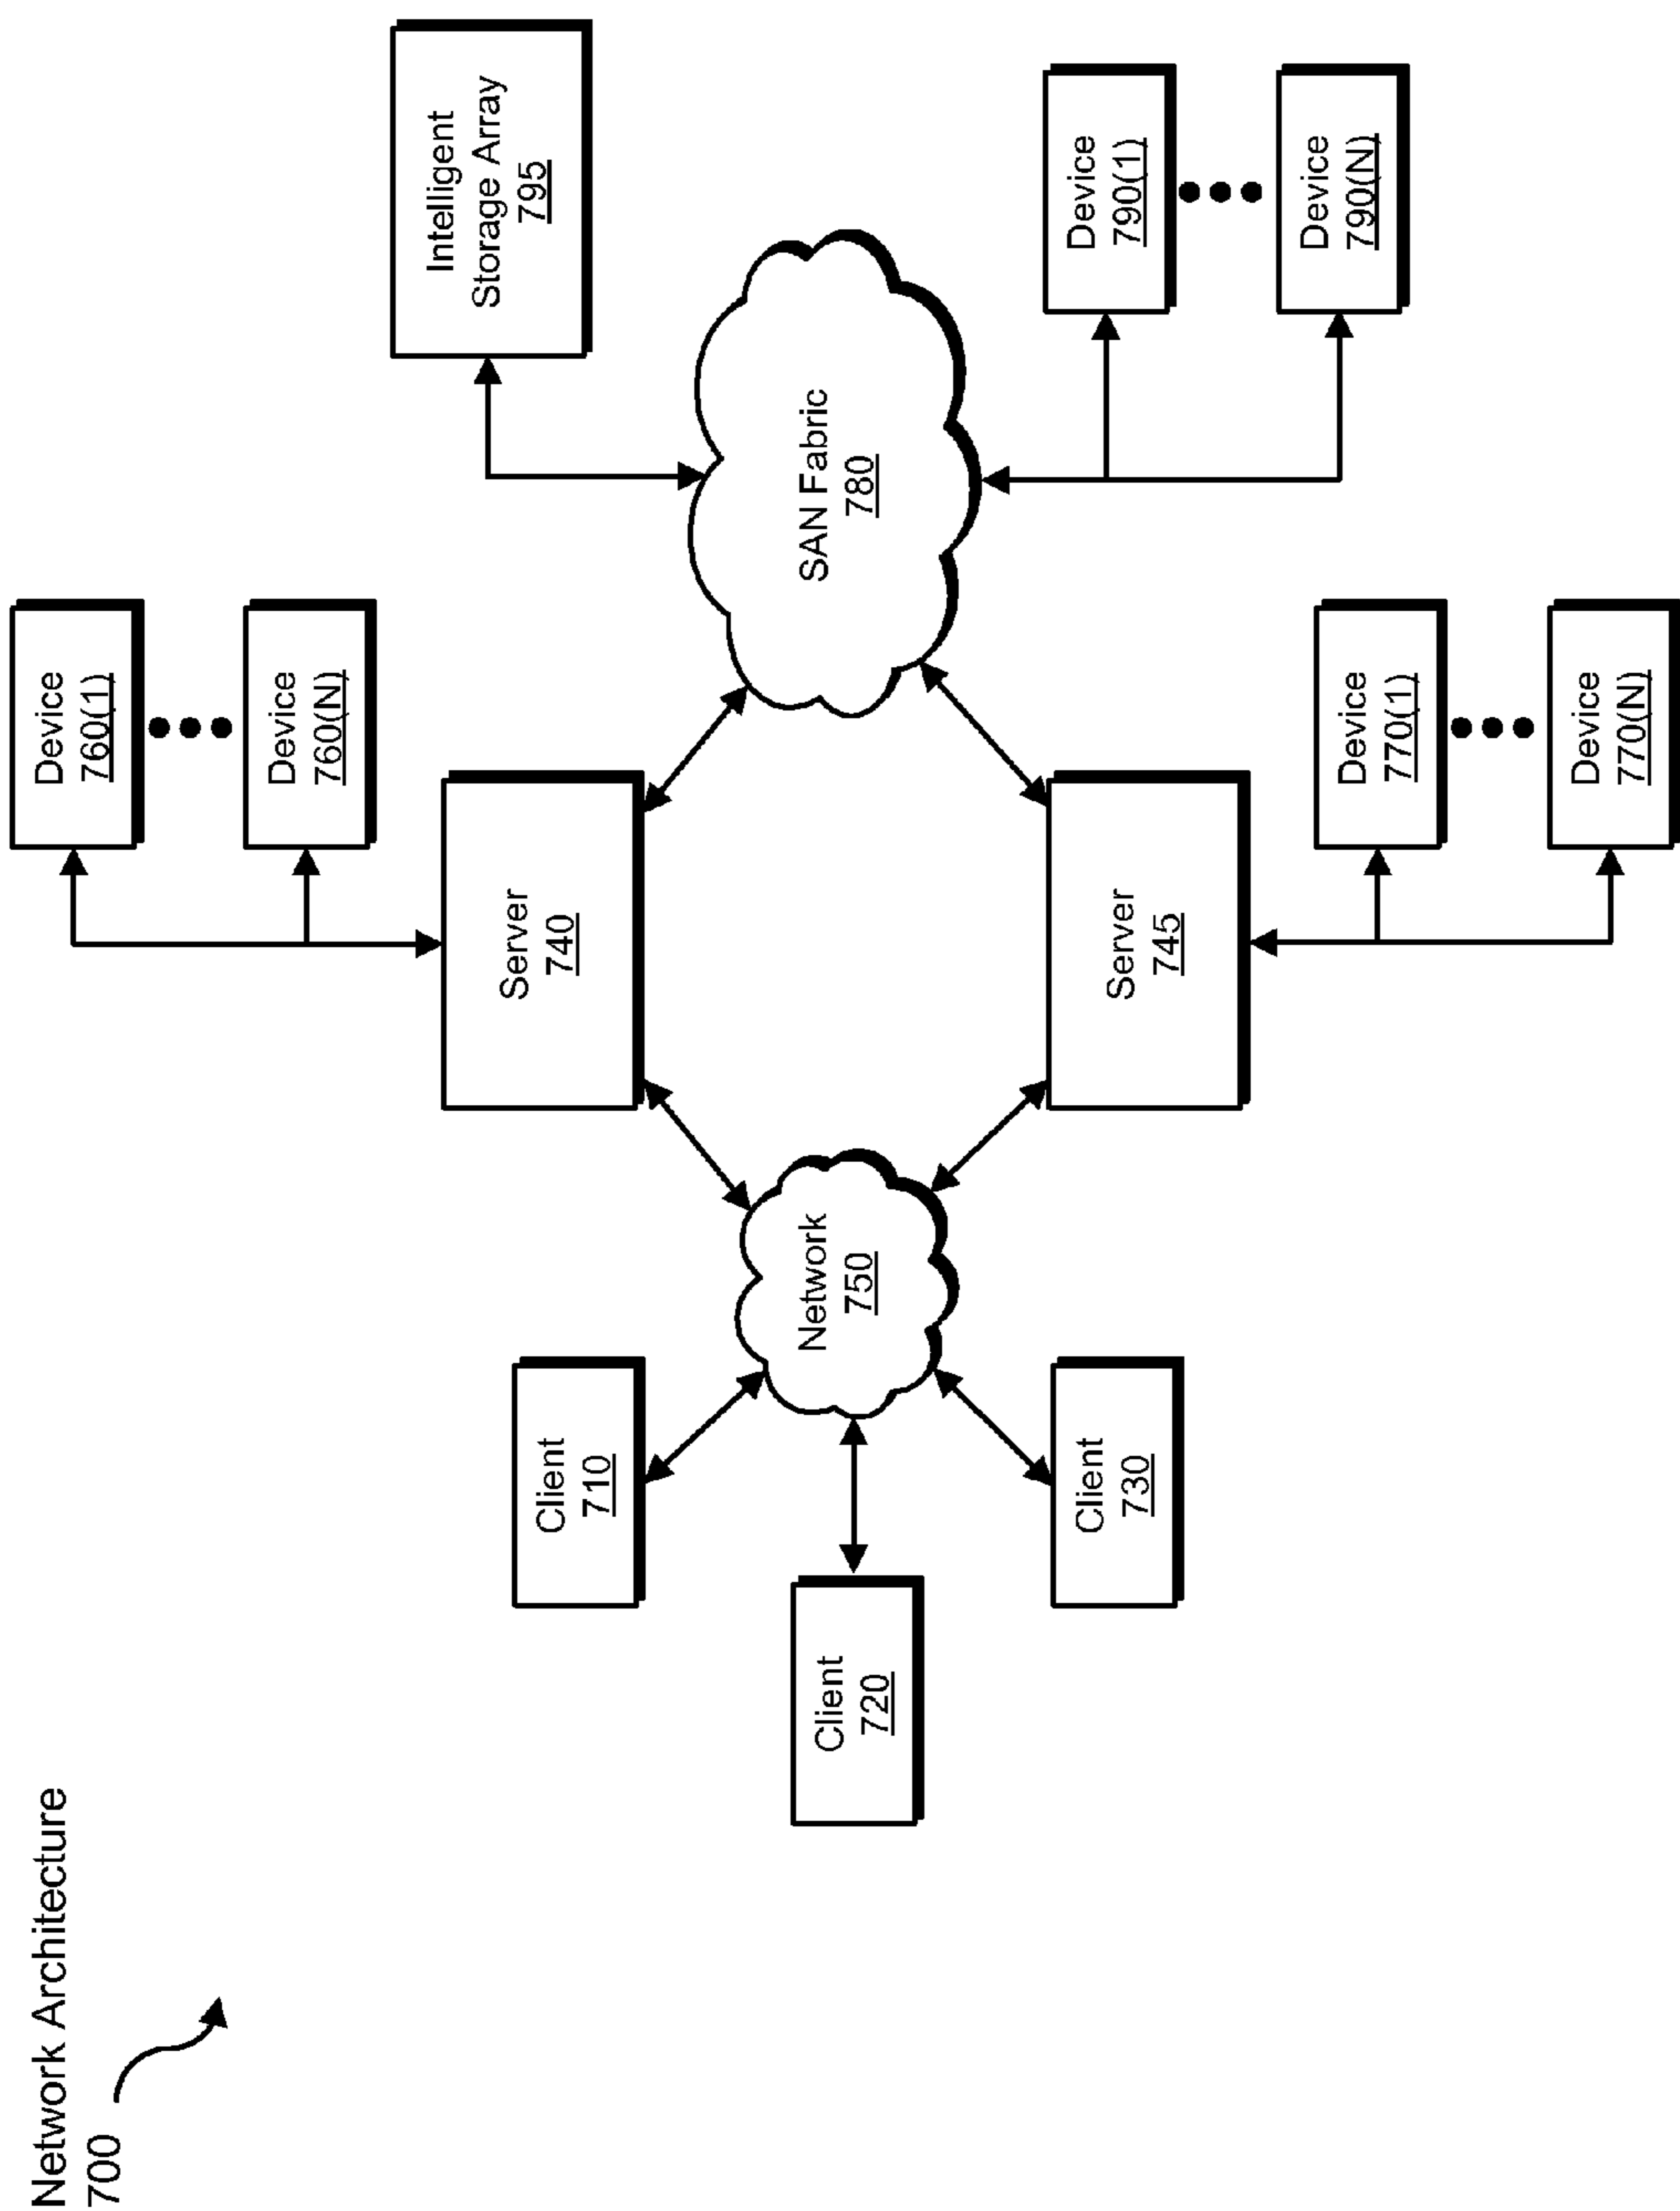 Network Architecture
700
Device
760(1)
Device
760(N)
Intelligent
Storage Array
795
Client
710
Server
740
Client
720
Network
750
SAN Fabric
780
Client
730
Server
745
Device
790(1)
Device
790(N)
Device
770(1)
Device
770(N)